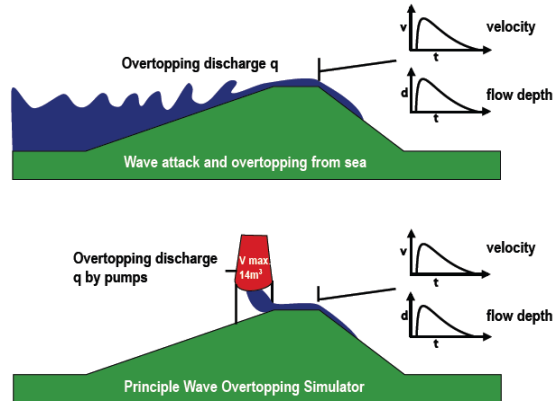 v
velocity
t
Overtopping discharge q
d
flow depth
t
Wave attack and overtopping from sea
Overtopping discharge
q by pumps
V max.
14m³
v
velocity
t
d
flow depth
t
Principle Wave Overtopping Simulator